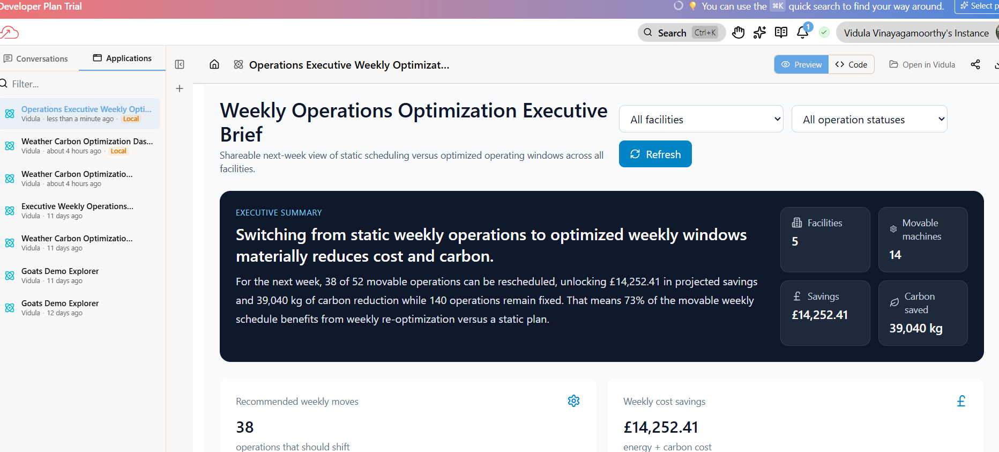 Developer Plan Trial
You can use the ⌘K quick search to find your way around.
Select p
Search Ctrl+K
1
Vidula Vinayagamoorthy's Instance
Conversations
Applications
Filter...
Operations Executive Weekly Opti...
Vidula · less than a minute ago · Local
Weather Carbon Optimization Das...
Vidula · about 4 hours ago · Local
Weather Carbon Optimizatio...
Vidula · about 4 hours ago
Executive Weekly Operations...
Vidula · 11 days ago
Weather Carbon Optimizatio...
Vidula · 11 days ago
Goats Demo Explorer
Vidula · 11 days ago
Goats Demo Explorer
Vidula · 12 days ago
Operations Executive Weekly Optimizat...
Preview
Code
Open in Vidula
Weekly Operations Optimization Executive
Brief
Shareable next-week view of static scheduling versus optimized operating windows across all
facilities.
All facilities
All operation statuses
Refresh
EXECUTIVE SUMMARY
Switching from static weekly operations to optimized weekly windows
materially reduces cost and carbon.
For the next week, 38 of 52 movable operations can be rescheduled, unlocking £14,252.41 in projected savings
and 39,040 kg of carbon reduction while 140 operations remain fixed. That means 73% of the movable weekly
schedule benefits from weekly re-optimization versus a static plan.
Facilities
5
Movable
machines
14
£ Savings
£14,252.41
Carbon
saved
39,040 kg
Recommended weekly moves
38
operations that should shift
Weekly cost savings
£
£14,252.41
energy + carbon cost